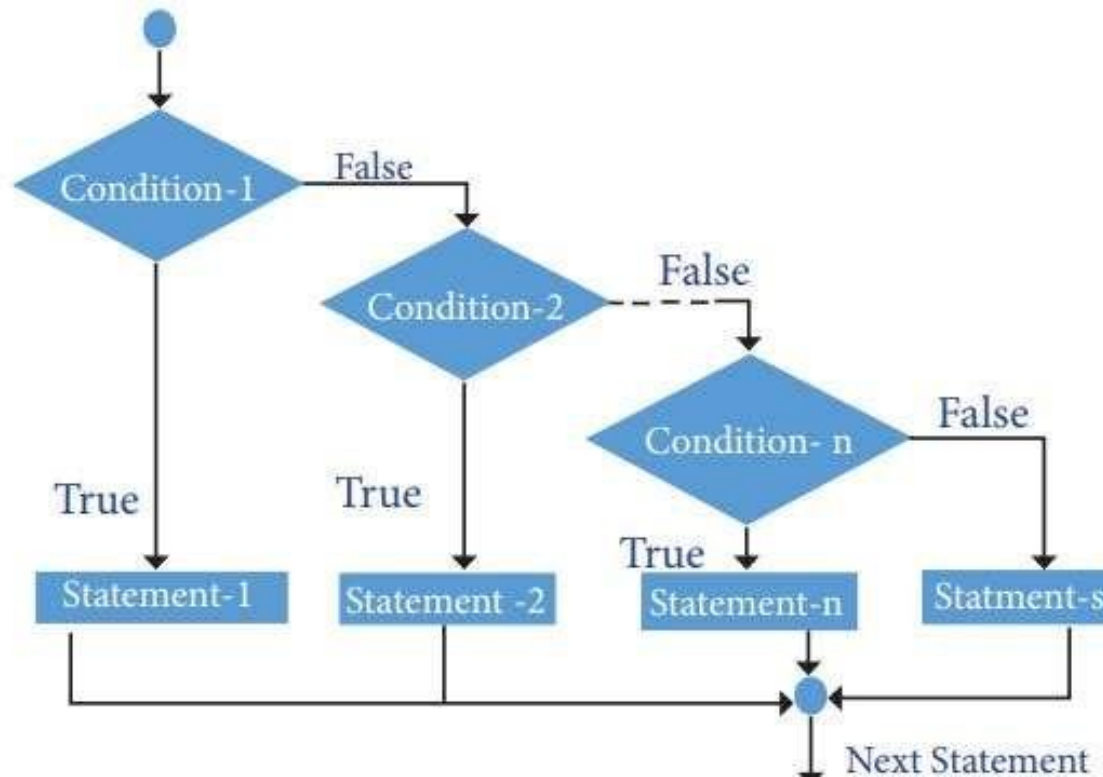 False
Condition-1
False
Condition-2
False
Condition- n
True
True
True
Statement-1
Statement -2
Statement-n
Statment-s
Next Statement